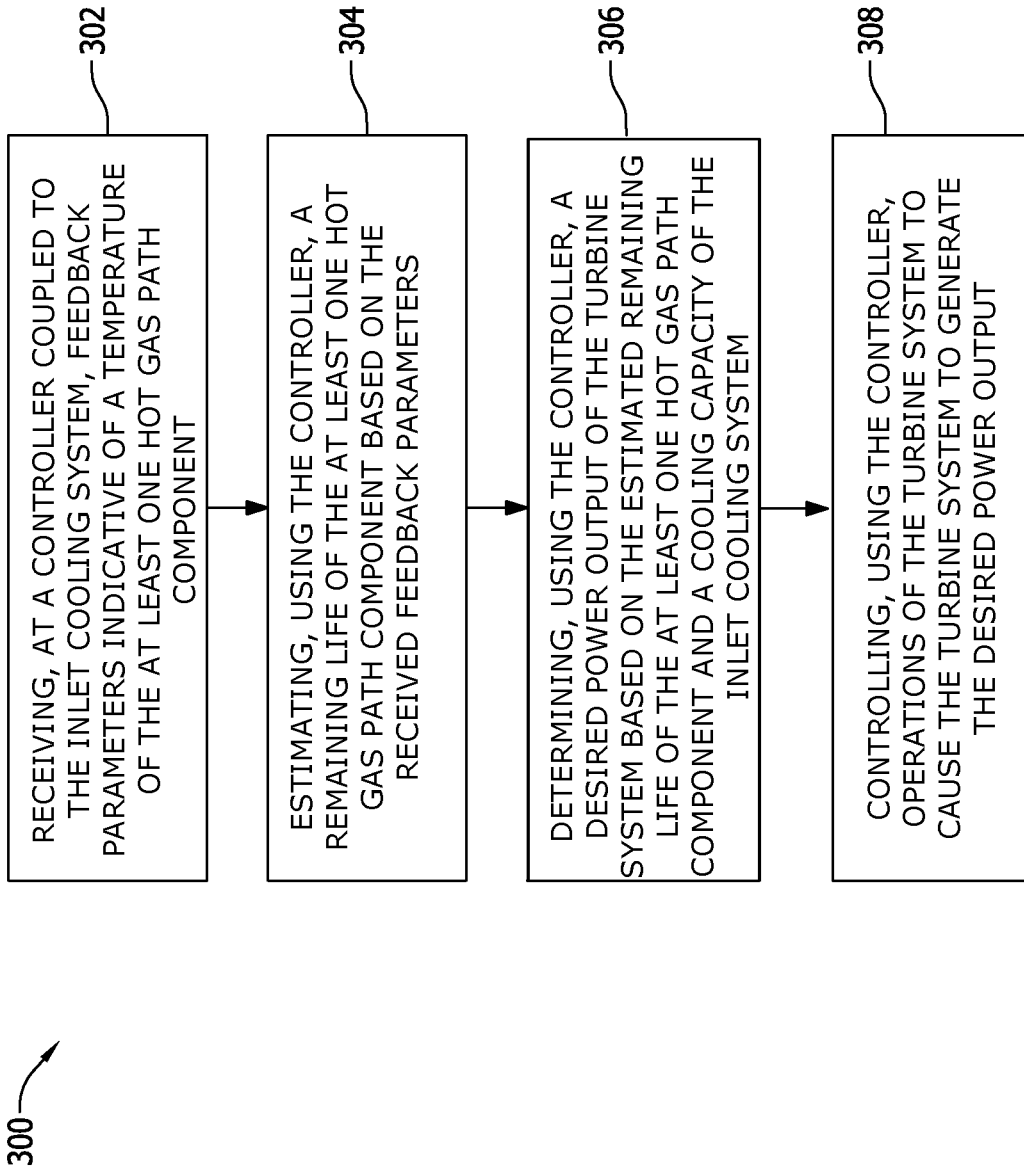 300
RECEIVING, AT A CONTROLLER COUPLED TO
THE INLET COOLING SYSTEM, FEEDBACK
PARAMETERS INDICATIVE OF A TEMPERATURE
OF THE AT LEAST ONE HOT GAS PATH
COMPONENT
302
ESTIMATING, USING THE CONTROLLER, A
REMAINING LIFE OF THE AT LEAST ONE HOT
GAS PATH COMPONENT BASED ON THE
RECEIVED FEEDBACK PARAMETERS
304
DETERMINING, USING THE CONTROLLER, A
DESIRED POWER OUTPUT OF THE TURBINE
SYSTEM BASED ON THE ESTIMATED REMAINING
LIFE OF THE AT LEAST ONE HOT GAS PATH
COMPONENT AND A COOLING CAPACITY OF THE
INLET COOLING SYSTEM
306
CONTROLLING, USING THE CONTROLLER,
OPERATIONS OF THE TURBINE SYSTEM TO
CAUSE THE TURBINE SYSTEM TO GENERATE
THE DESIRED POWER OUTPUT
308